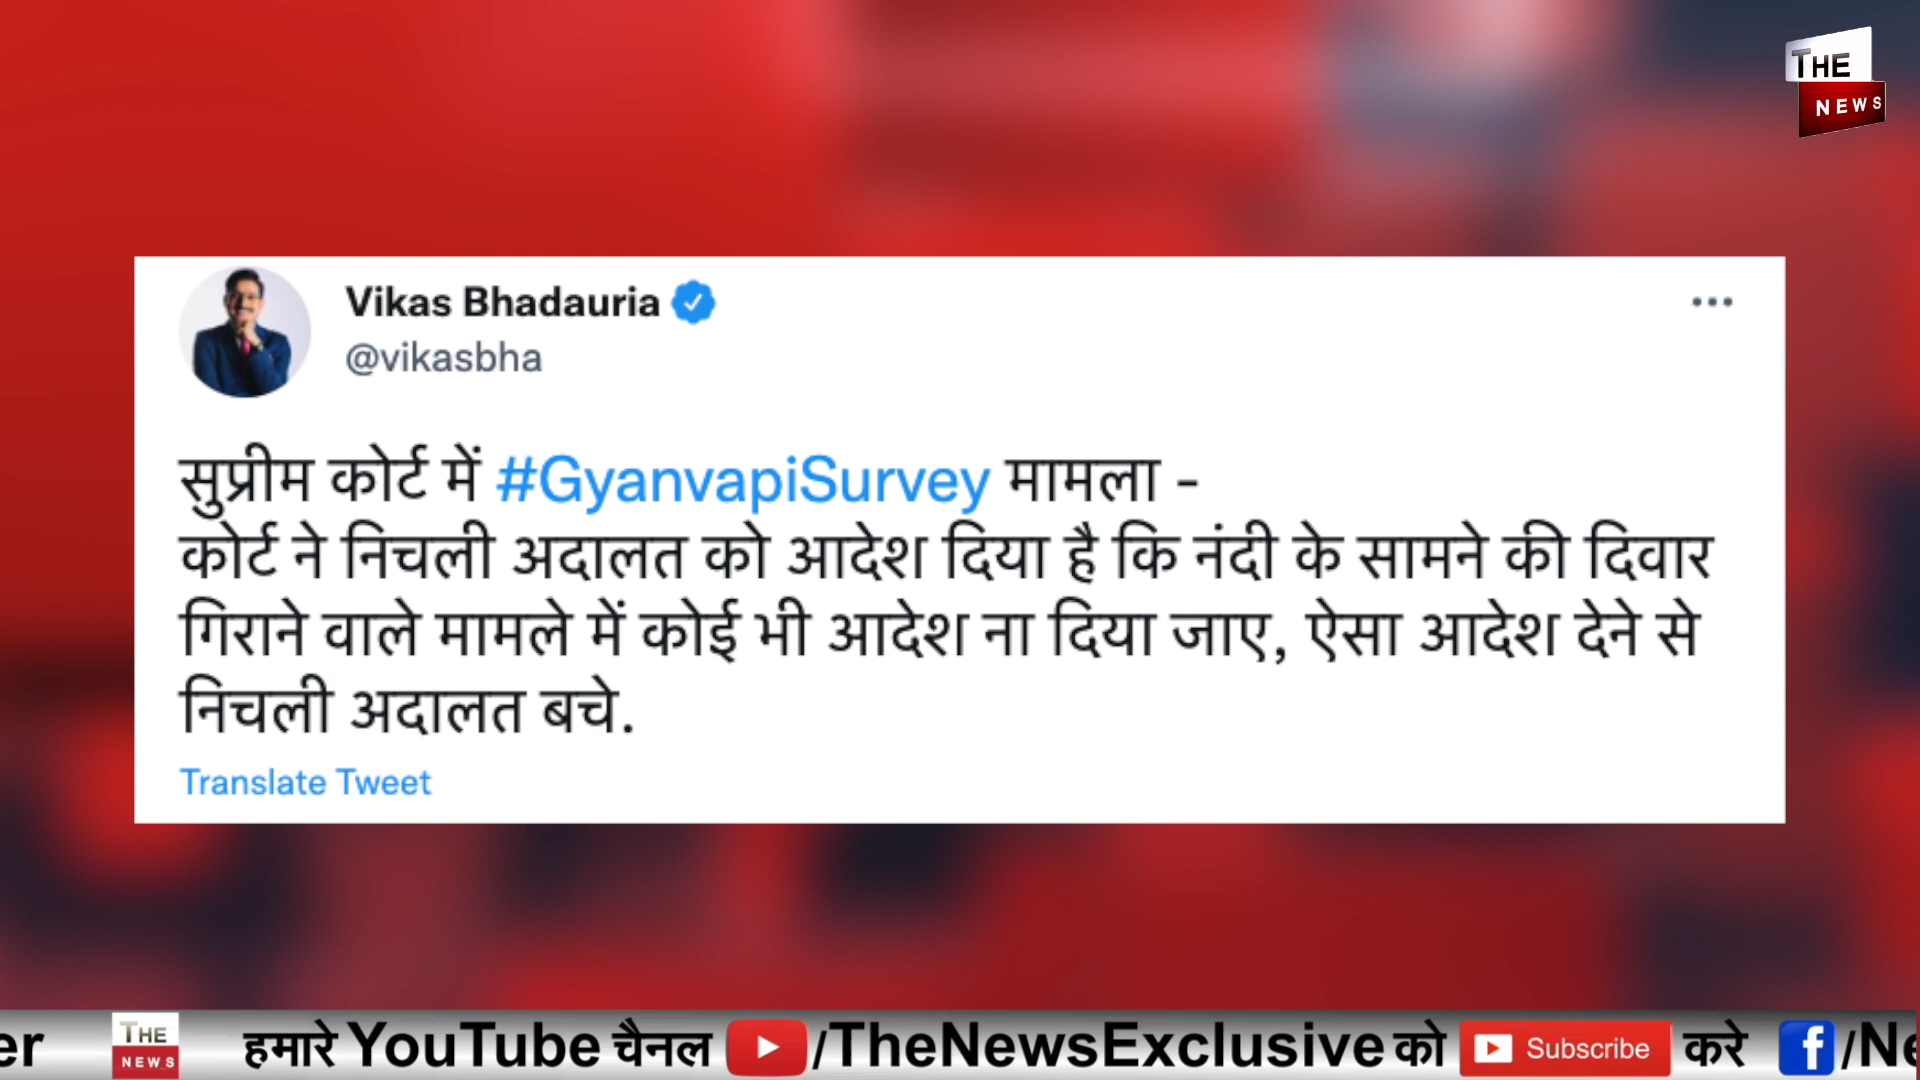 THE
NEWS
Vikas Bhadauria
@vikasbha
सुप्रीम कोर्ट में #GyanvapiSurvey मामला -
कोर्ट ने निचली अदालत को आदेश दिया है कि नंदी के सामने की दिवार
गिराने वाले मामले में कोई भी आदेश ना दिया जाए, ऐसा आदेश देने से
निचली अदालत बचे.
Translate Tweet
er THE NEWS हमारे YouTube चैनल /TheNewsExclusive को Subscribe करे f /Ne